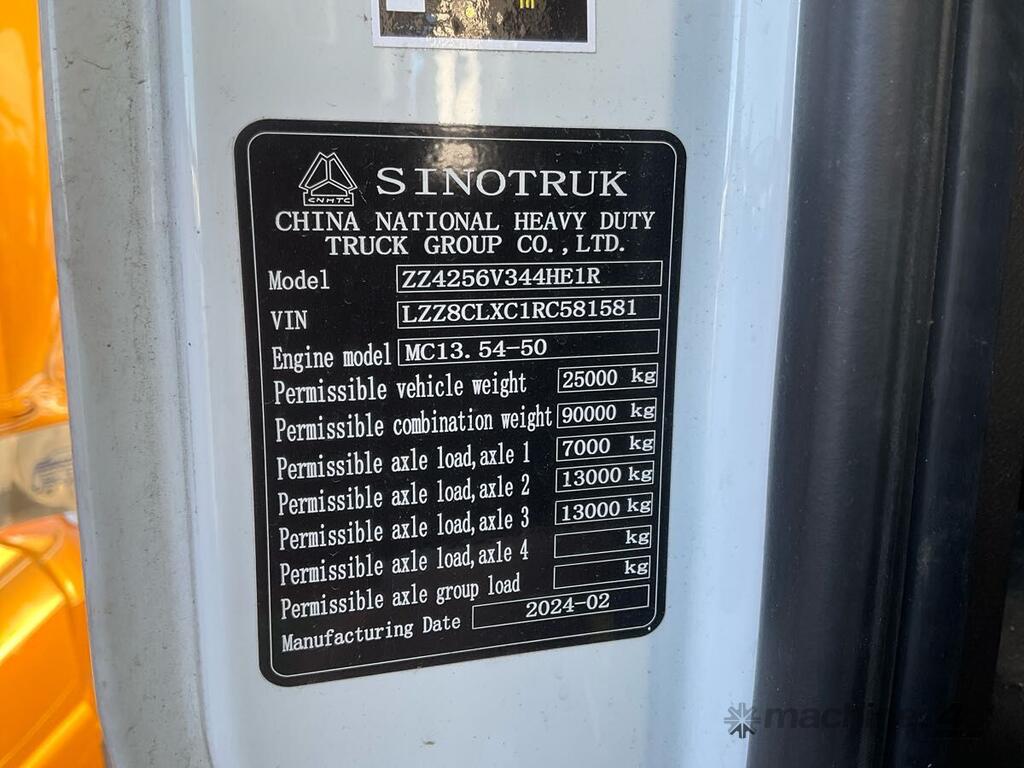 CNHTC
SINOTRUK
CHINA NATIONAL HEAVY DUTY
TRUCK GROUP CO.,LTD.
Model ZZ4256V344HE1R
VIN LZZ8CLXC1RC581581
Engine model MC13.54-50
Permissible vehicle weight 25000 kg
Permissible combination weight 90000 kg
Permissible axle load,axle 1 7000 kg
Permissible axle load,axle 2 13000 kg
Permissible axle load,axle 3 13000 kg
Permissible axle load,axle 4 kg
Permissible axle group load kg
Manufacturing Date 2024-02